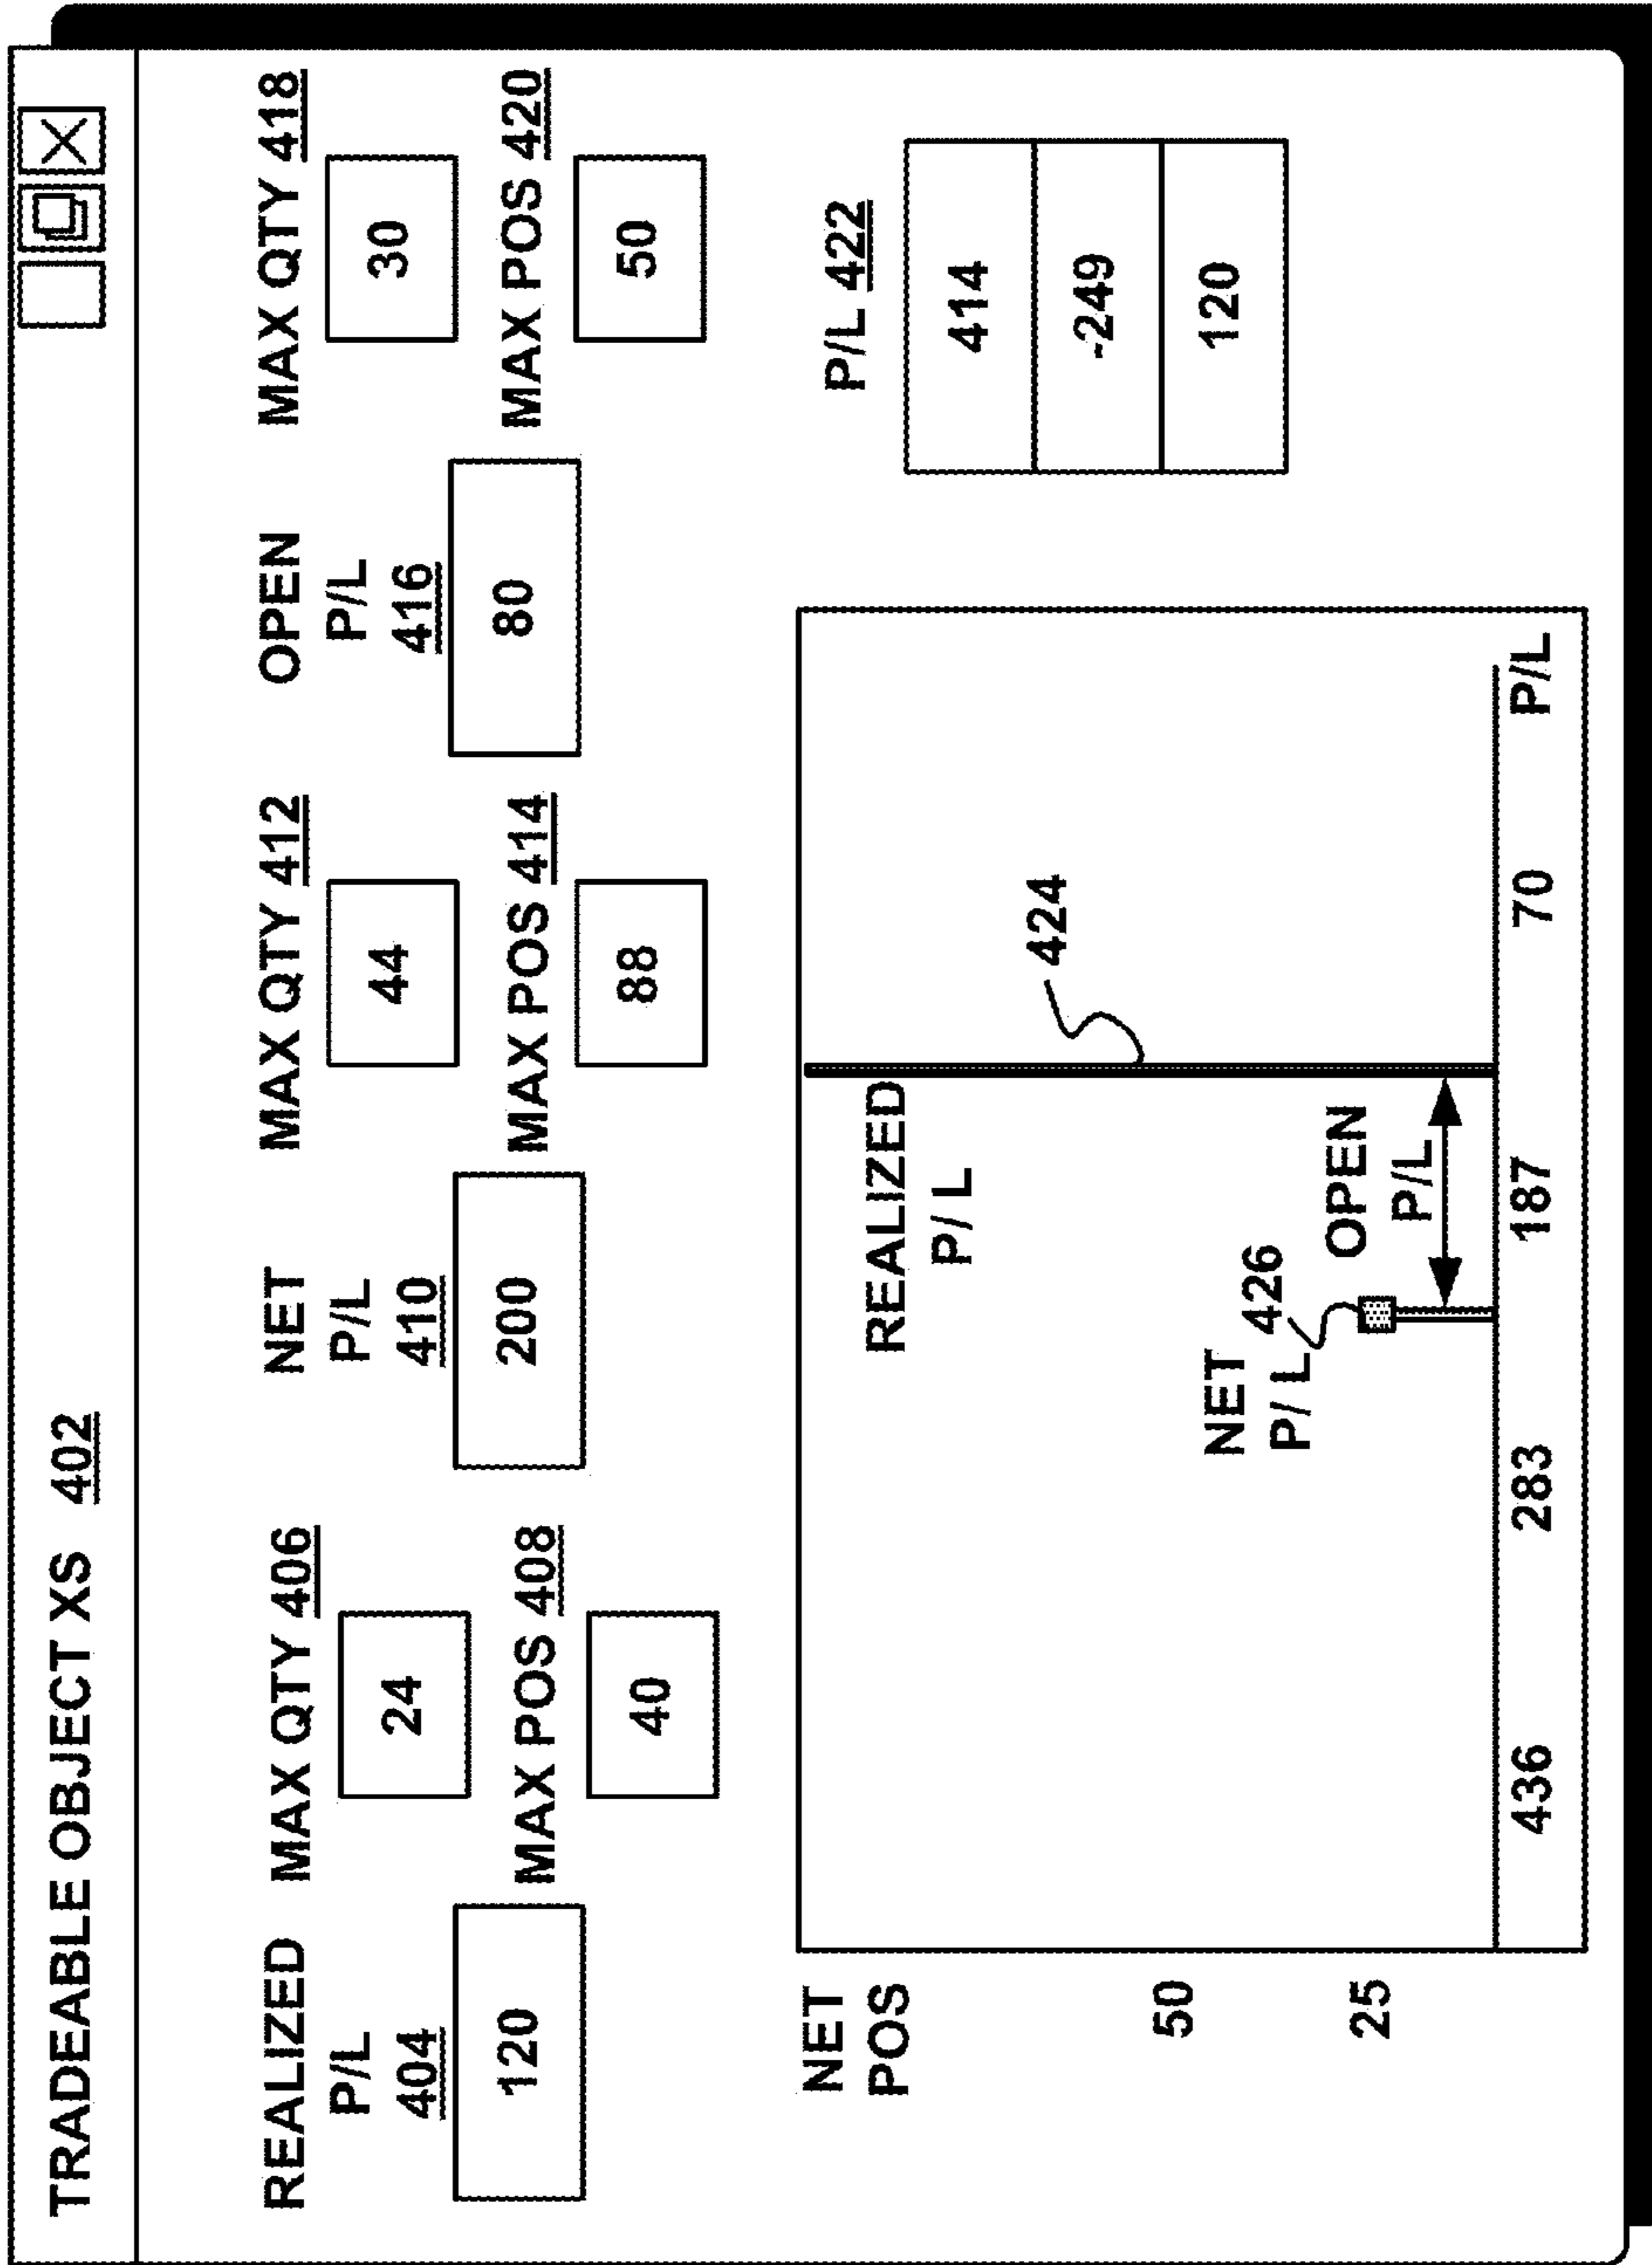 TRADEABLE OBJECT XS 402
REALIZED
P/L
404
120
MAX QTY 406
24
MAX POS 408
40
NET
P/L
410
200
MAX QTY 412
44
MAX POS 414
88
OPEN
P/L
416
80
MAX QTY 418
30
MAX POS 420
50
NET
POS
50
25
REALIZED
P/L
424
NET
P/L
426
OPEN
P/L
436 283 187 70 P/L
P/L 422
414
-249
120